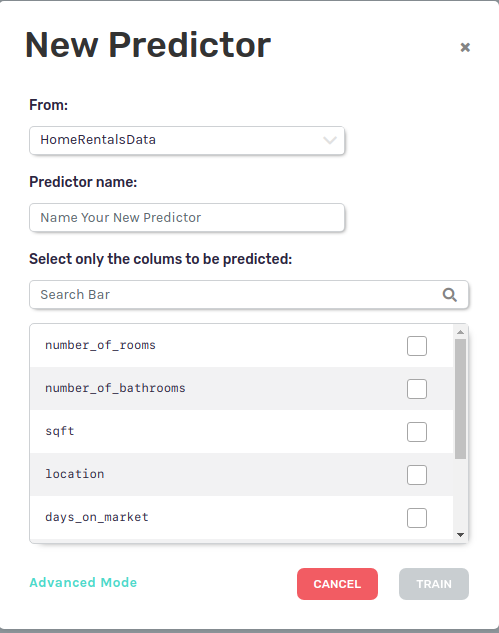 New Predictor
From:
HomeRentalsData
Predictor name:
Name Your New Predictor
Select only the colums to be predicted:
Search Bar
number_of_rooms
number_of_bathrooms
sqft
location
days_on_market
Advanced Mode
CANCEL
TRAIN